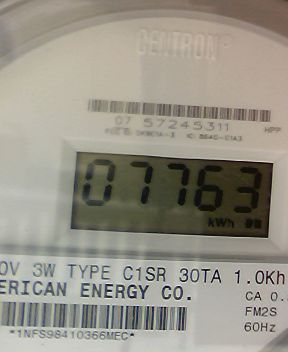 CENTRON®
07 57245311
HPP
07763
kWh
0V 3W TYPE C1SR 30TA 1.0Kh
ERICAN ENERGY CO.
CA 0.
FM2S
*1NFS98410366MEC*
60Hz